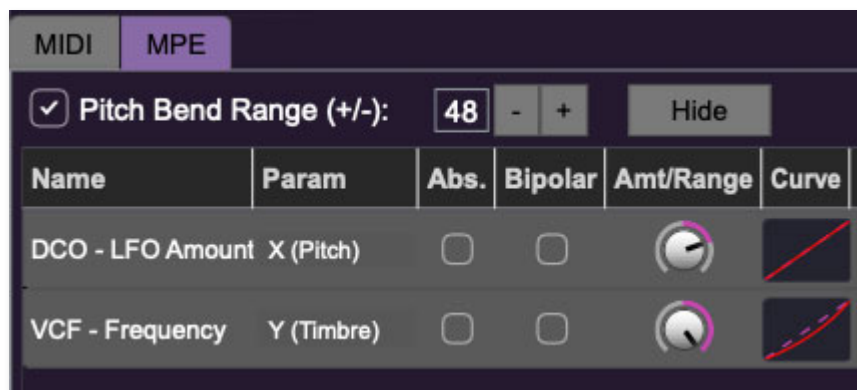 MIDI MPE
Pitch Bend Range (+/-): 48 - + Hide
Name Param Abs. Bipolar Amt/Range Curve
DCO - LFO Amount X (Pitch)
VCF - Frequency Y (Timbre)